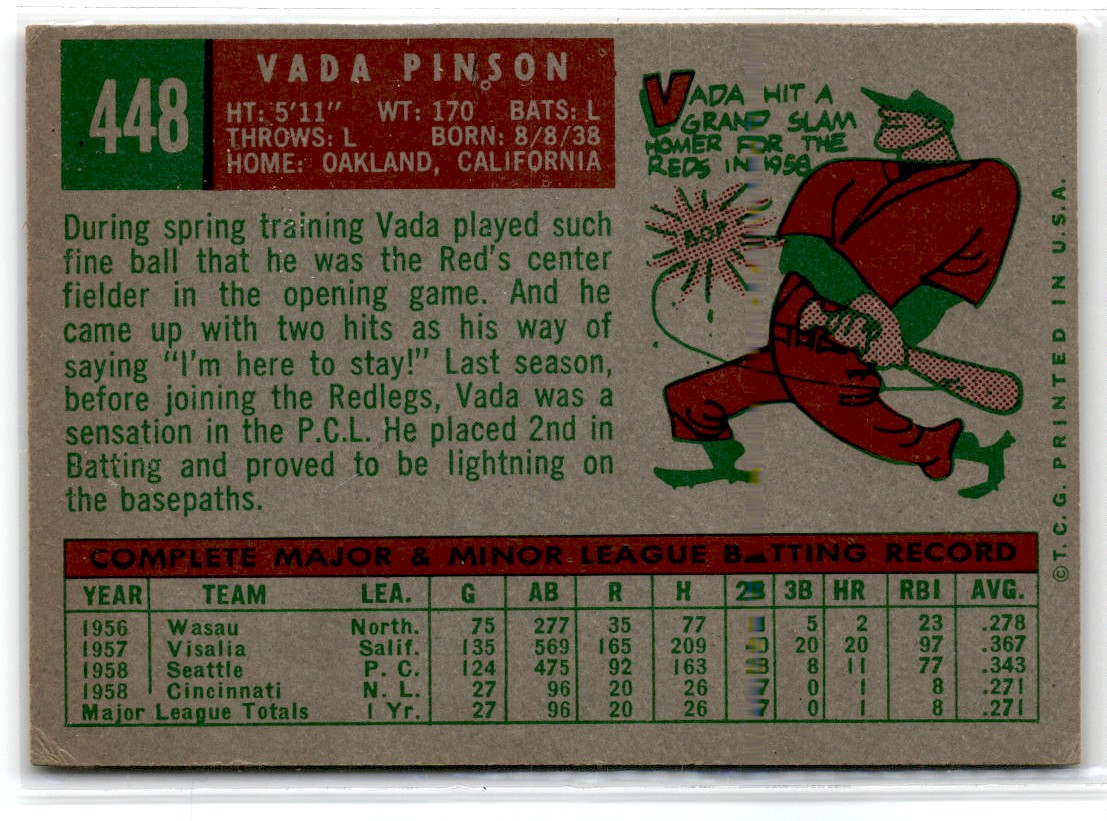 448
VADA PINSON
HT: 5'11" WT: 170 BATS: L
THROWS: L BORN: 8/8/38
HOME: OAKLAND, CALIFORNIA
During spring training Vada played such
fine ball that he was the Red's center
fielder in the opening game. And he
came up with two hits as his way of
saying "I'm here to stay!" Last season,
before joining the Redlegs, Vada was a
sensation in the P.C.L. He placed 2nd in
Batting and proved to be lightning on
the basepaths.
VADA HIT A
GRAND SLAM
HOMER FOR THE
REDS IN 1958
BOP
©T.C.G. PRINTED IN U.S.A.
COMPLETE MAJOR & MINOR LEAGUE BATTING RECORD
YEAR TEAM LEA. G AB R H 2B 3B HR RBI AVG.
1956 Wasau North. 75 277 35 77 5 2 23 .278
1957 Visalia Salif. 135 569 165 209 20 20 97 .367
1958 Seattle P. C. 124 475 92 163 8 11 77 .343
1958 Cincinnati N. L. 27 96 20 26 7 0 1 8 .271
Major League Totals 1 Yr. 27 96 20 26 7 0 1 8 .271